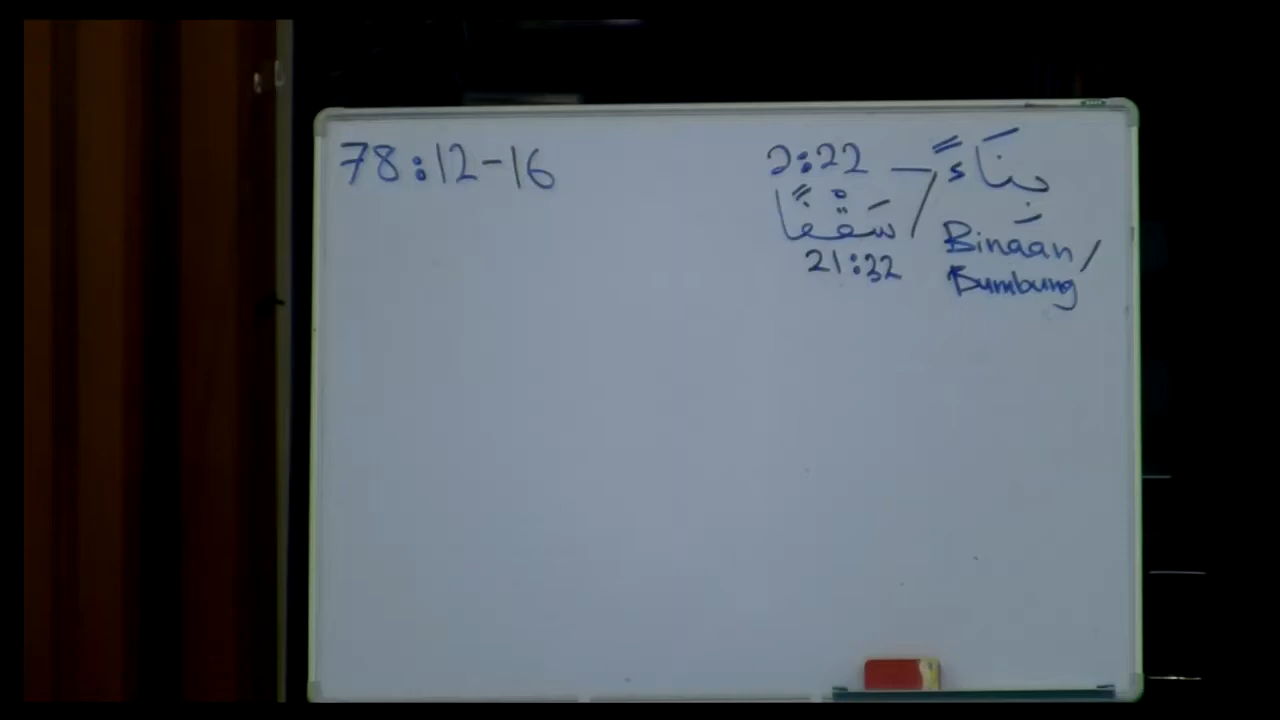 78:12-16
2:22 — بِنَاءً /
سَقْفًا
21:32
Binaan /
Bumbung